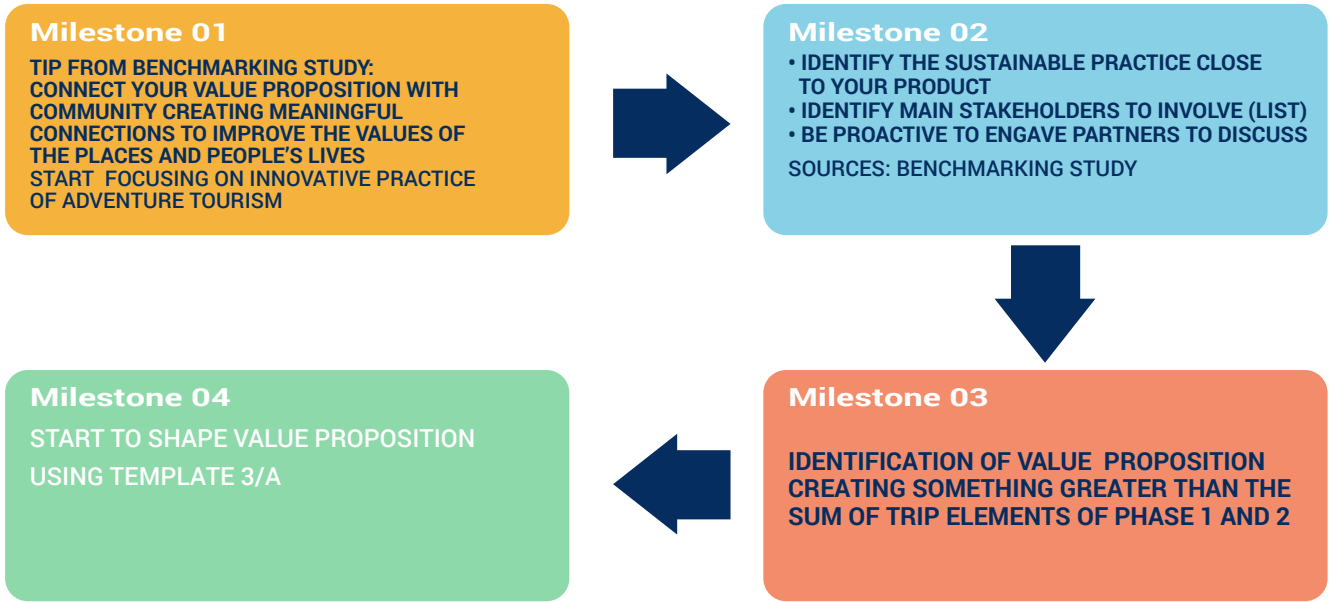 Milestone 01
TIP FROM BENCHMARKING STUDY:
CONNECT YOUR VALUE PROPOSITION WITH
COMMUNITY CREATING MEANINGFUL
CONNECTIONS TO IMPROVE THE VALUES OF
THE PLACES AND PEOPLE'S LIVES
START FOCUSING ON INNOVATIVE PRACTICE
OF ADVENTURE TOURISM
Milestone 02
• IDENTIFY THE SUSTAINABLE PRACTICE CLOSE
TO YOUR PRODUCT
• IDENTIFY MAIN STAKEHOLDERS TO INVOLVE (LIST)
• BE PROACTIVE TO ENGAVE PARTNERS TO DISCUSS
SOURCES: BENCHMARKING STUDY
Milestone 03
IDENTIFICATION OF VALUE PROPOSITION
CREATING SOMETHING GREATER THAN THE
SUM OF TRIP ELEMENTS OF PHASE 1 AND 2
Milestone 04
START TO SHAPE VALUE PROPOSITION
USING TEMPLATE 3/A